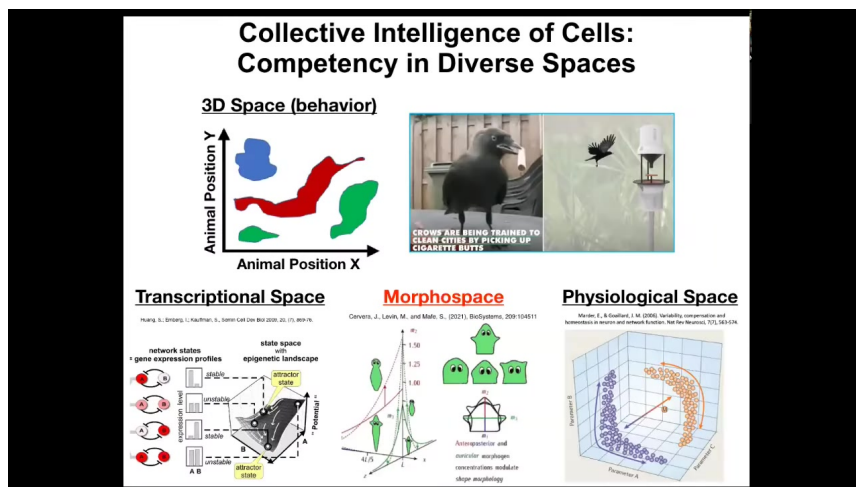 Collective Intelligence of Cells:
Competency in Diverse Spaces
3D Space (behavior)
Animal Position Y
Animal Position X
CROWS ARE BEING TRAINED TO
CLEAN CITIES BY PICKING UP
CIGARETTE BUTTS
Transcriptional Space
Huang, S., Ernberg, I., Kauffman, S., Semin Cell Dev Biol 2009, 20, (7), 869-76.
network states
= gene expression profiles
state space
with
epigenetic landscape
stable
unstable
stable
unstable
expression level
attractor
state
attractor
state
Potential
A
B
A B
A B
A B
A B
A B
Morphospace
Cervera, J., Levin, M., and Mafe, S., (2021), BioSystems, 209:104511
1.50
1.25
1.00
4L/5
L
x
z
m₁
m₂
Anteroposterior and
cunicular morphogen
concentrations modulate
shape morphology
Physiological Space
Marder, E., & Goaillard, J. M. (2006). Variability, compensation and
homeostasis in neuron and network function. Nat Rev Neurosci, 7(7), 563-574.
Parameter B
Parameter A
Parameter C
M